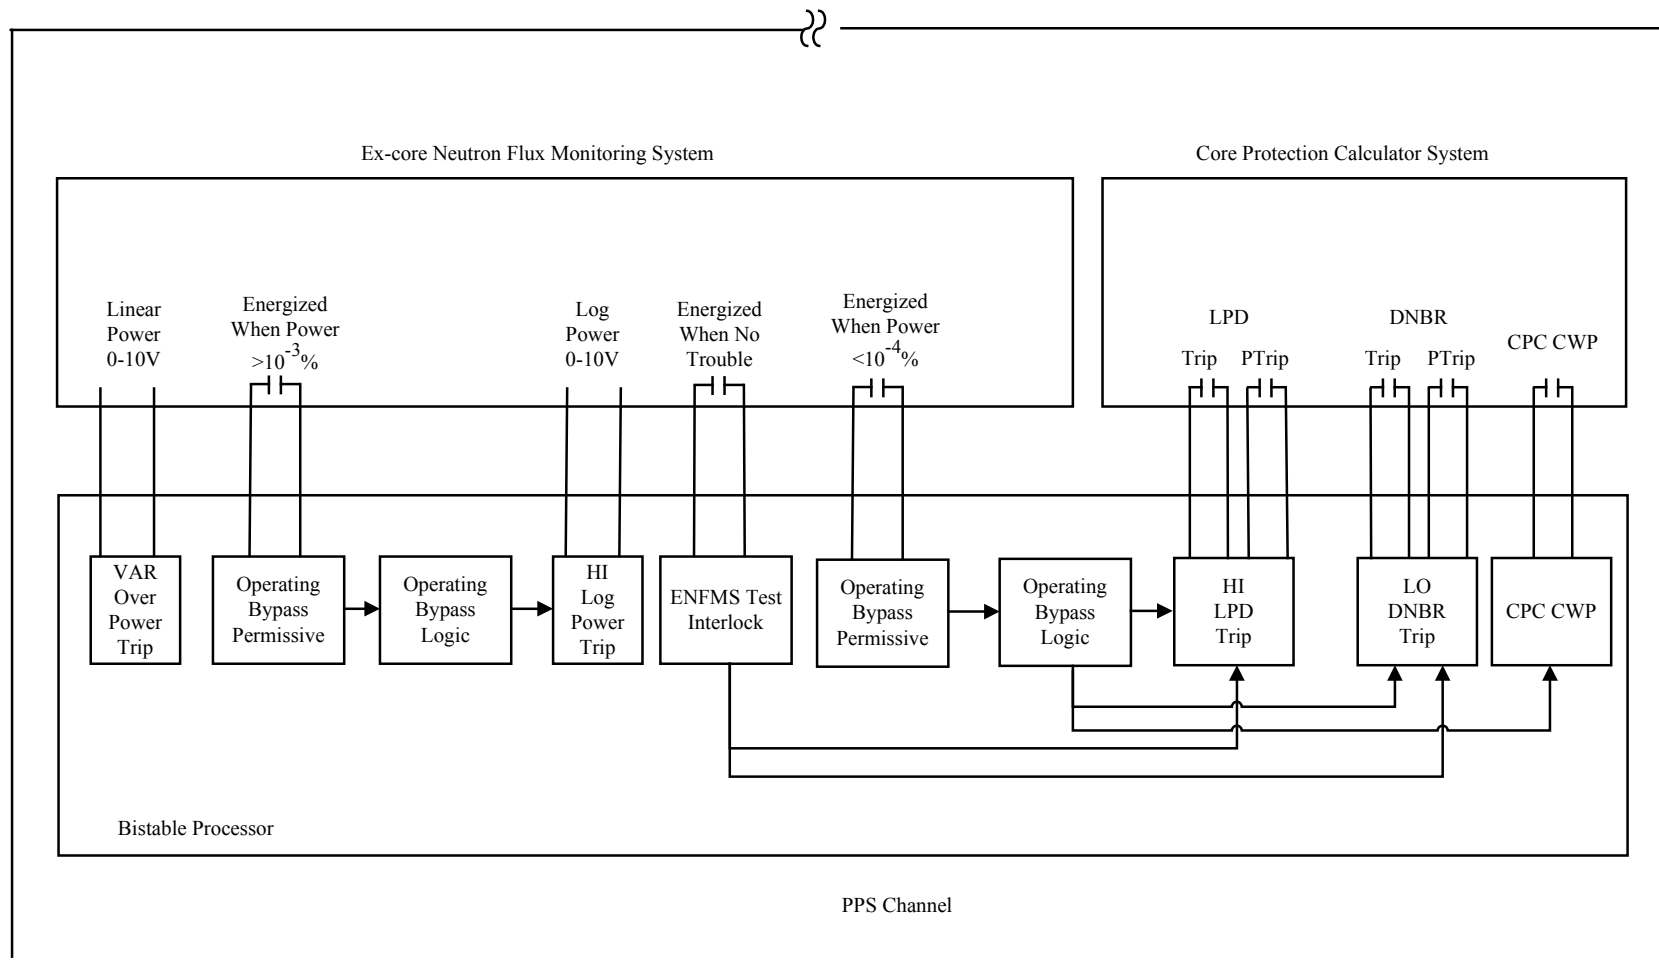 Ex-core Neutron Flux Monitoring System
Core Protection Calculator System
Linear
Power
0-10V
Energized
When Power
>10^-3%
Log
Power
0-10V
Energized
When No
Trouble
Energized
When Power
<10^-4%
LPD
Trip PTrip
DNBR
Trip PTrip
CPC CWP
VAR
Over
Power
Trip
Operating
Bypass
Permissive
Operating
Bypass
Logic
HI
Log
Power
Trip
ENFMS Test
Interlock
Operating
Bypass
Permissive
Operating
Bypass
Logic
HI
LPD
Trip
LO
DNBR
Trip
CPC CWP
Bistable Processor
PPS Channel